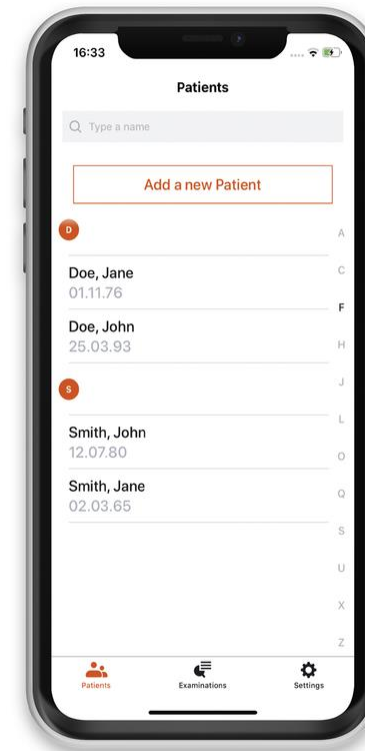 16:33
Patients
Type a name
Add a new Patient
D
A
Doe, Jane
C
01.11.76
F
Doe, John
25.03.93
H
S
J
L
Smith, John
12.07.80
O
Smith, Jane
Q
02.03.65
S
U
X
Z
Patients
Examinations
Settings